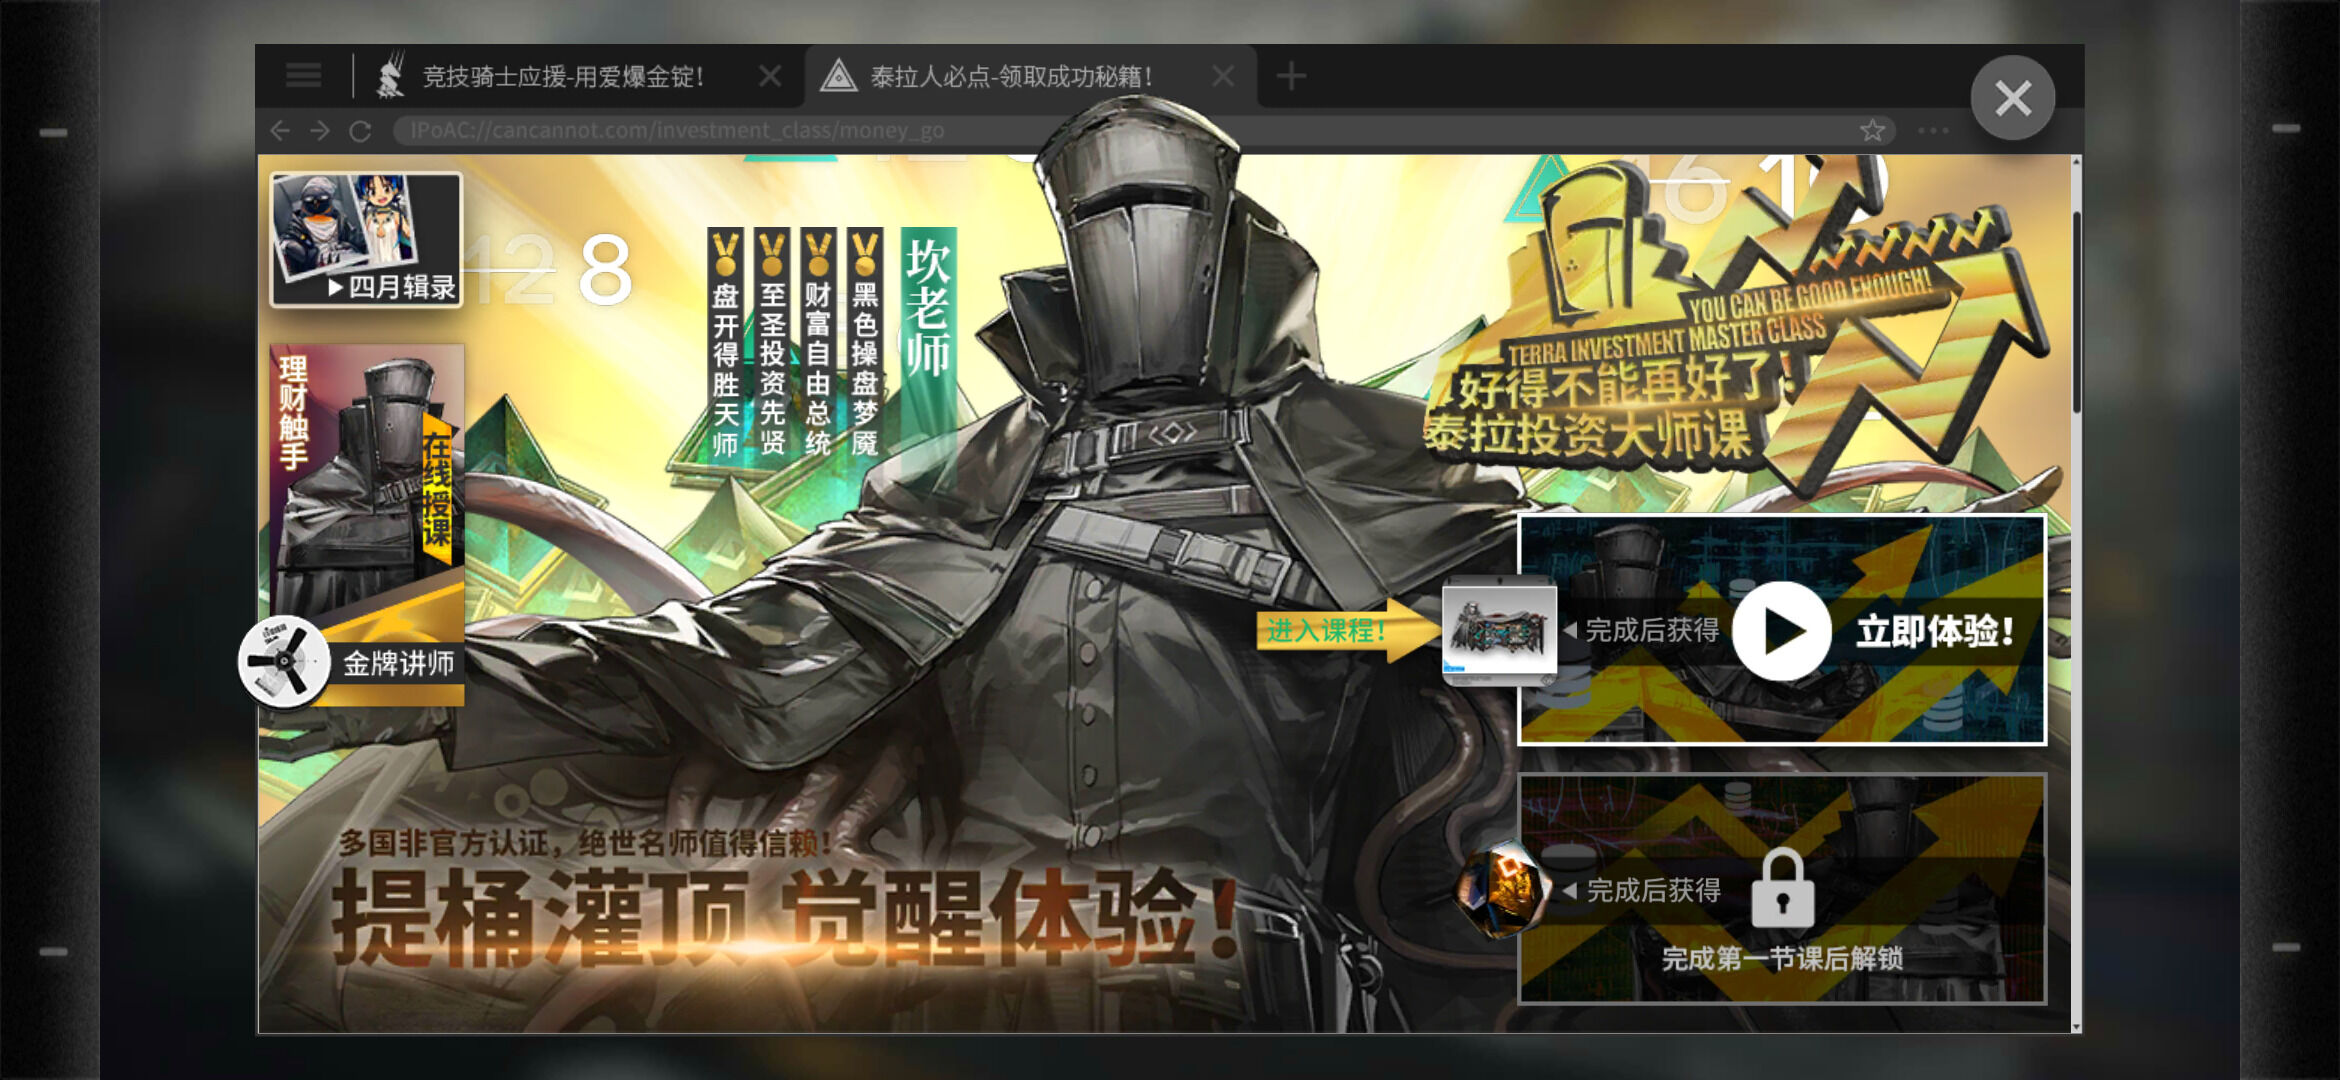 竞技骑士应援-用爱爆金锭！
泰拉人必点-领取成功秘籍！
IPoAC://cancannot.com/investment_class/money_go
四月辑录
12 8
坎老师
黑色操盘梦魇
财富自由总统
至圣投资先贤
盘开得胜天师
YOU CAN BE GOOD ENOUGH!
TERRA INVESTMENT MASTER CLASS
好得不能再好了！
泰拉投资大师课
理财触手
在线授课
金牌讲师
进入课程！
完成后获得
立即体验！
多国非官方认证，绝世名师值得信赖！
提桶灌顶 觉醒体验！
完成后获得
完成第一节课后解锁